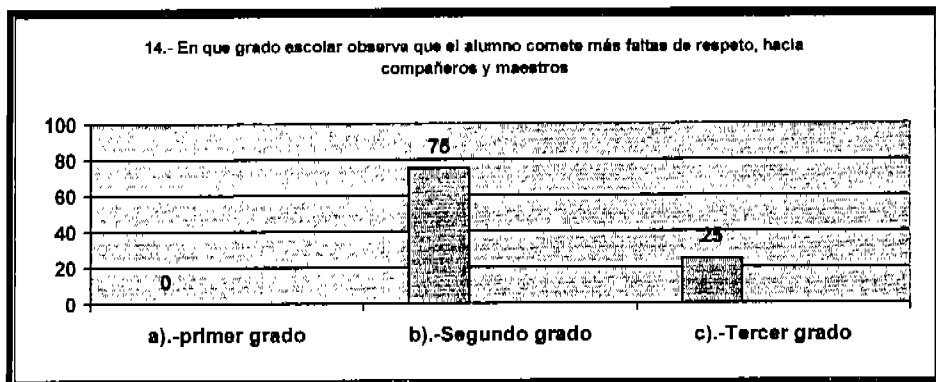 14.- En que grado escolar observa que el alumno comete más faltas de respeto, hacia
compañeros y maestros
100
80
60
40
20
0
0
75
25
a).-primer grado
b).-Segundo grado
c).-Tercer grado